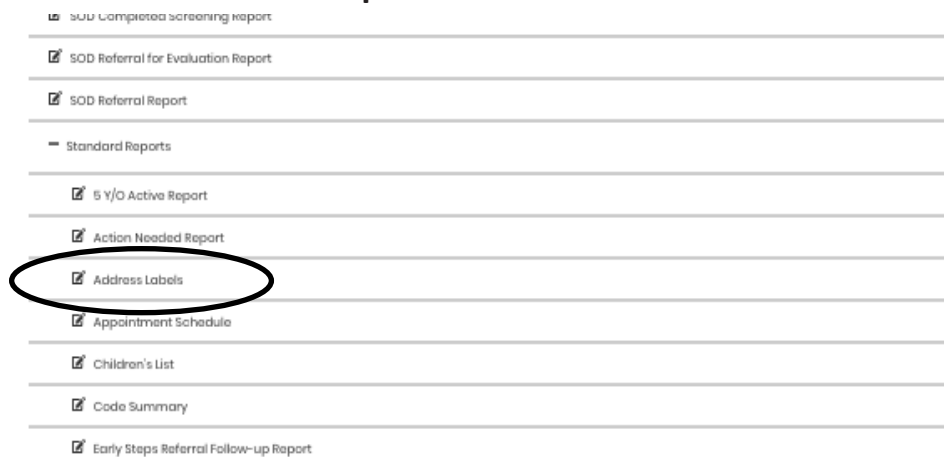 SOD Completed Screening Report
SOD Referral for Evaluation Report
SOD Referral Report
Standard Reports
5 Y/O Active Report
Action Needed Report
Address Labels
Appointment Schedule
Children's List
Code Summary
Early Steps Referral Follow-up Report